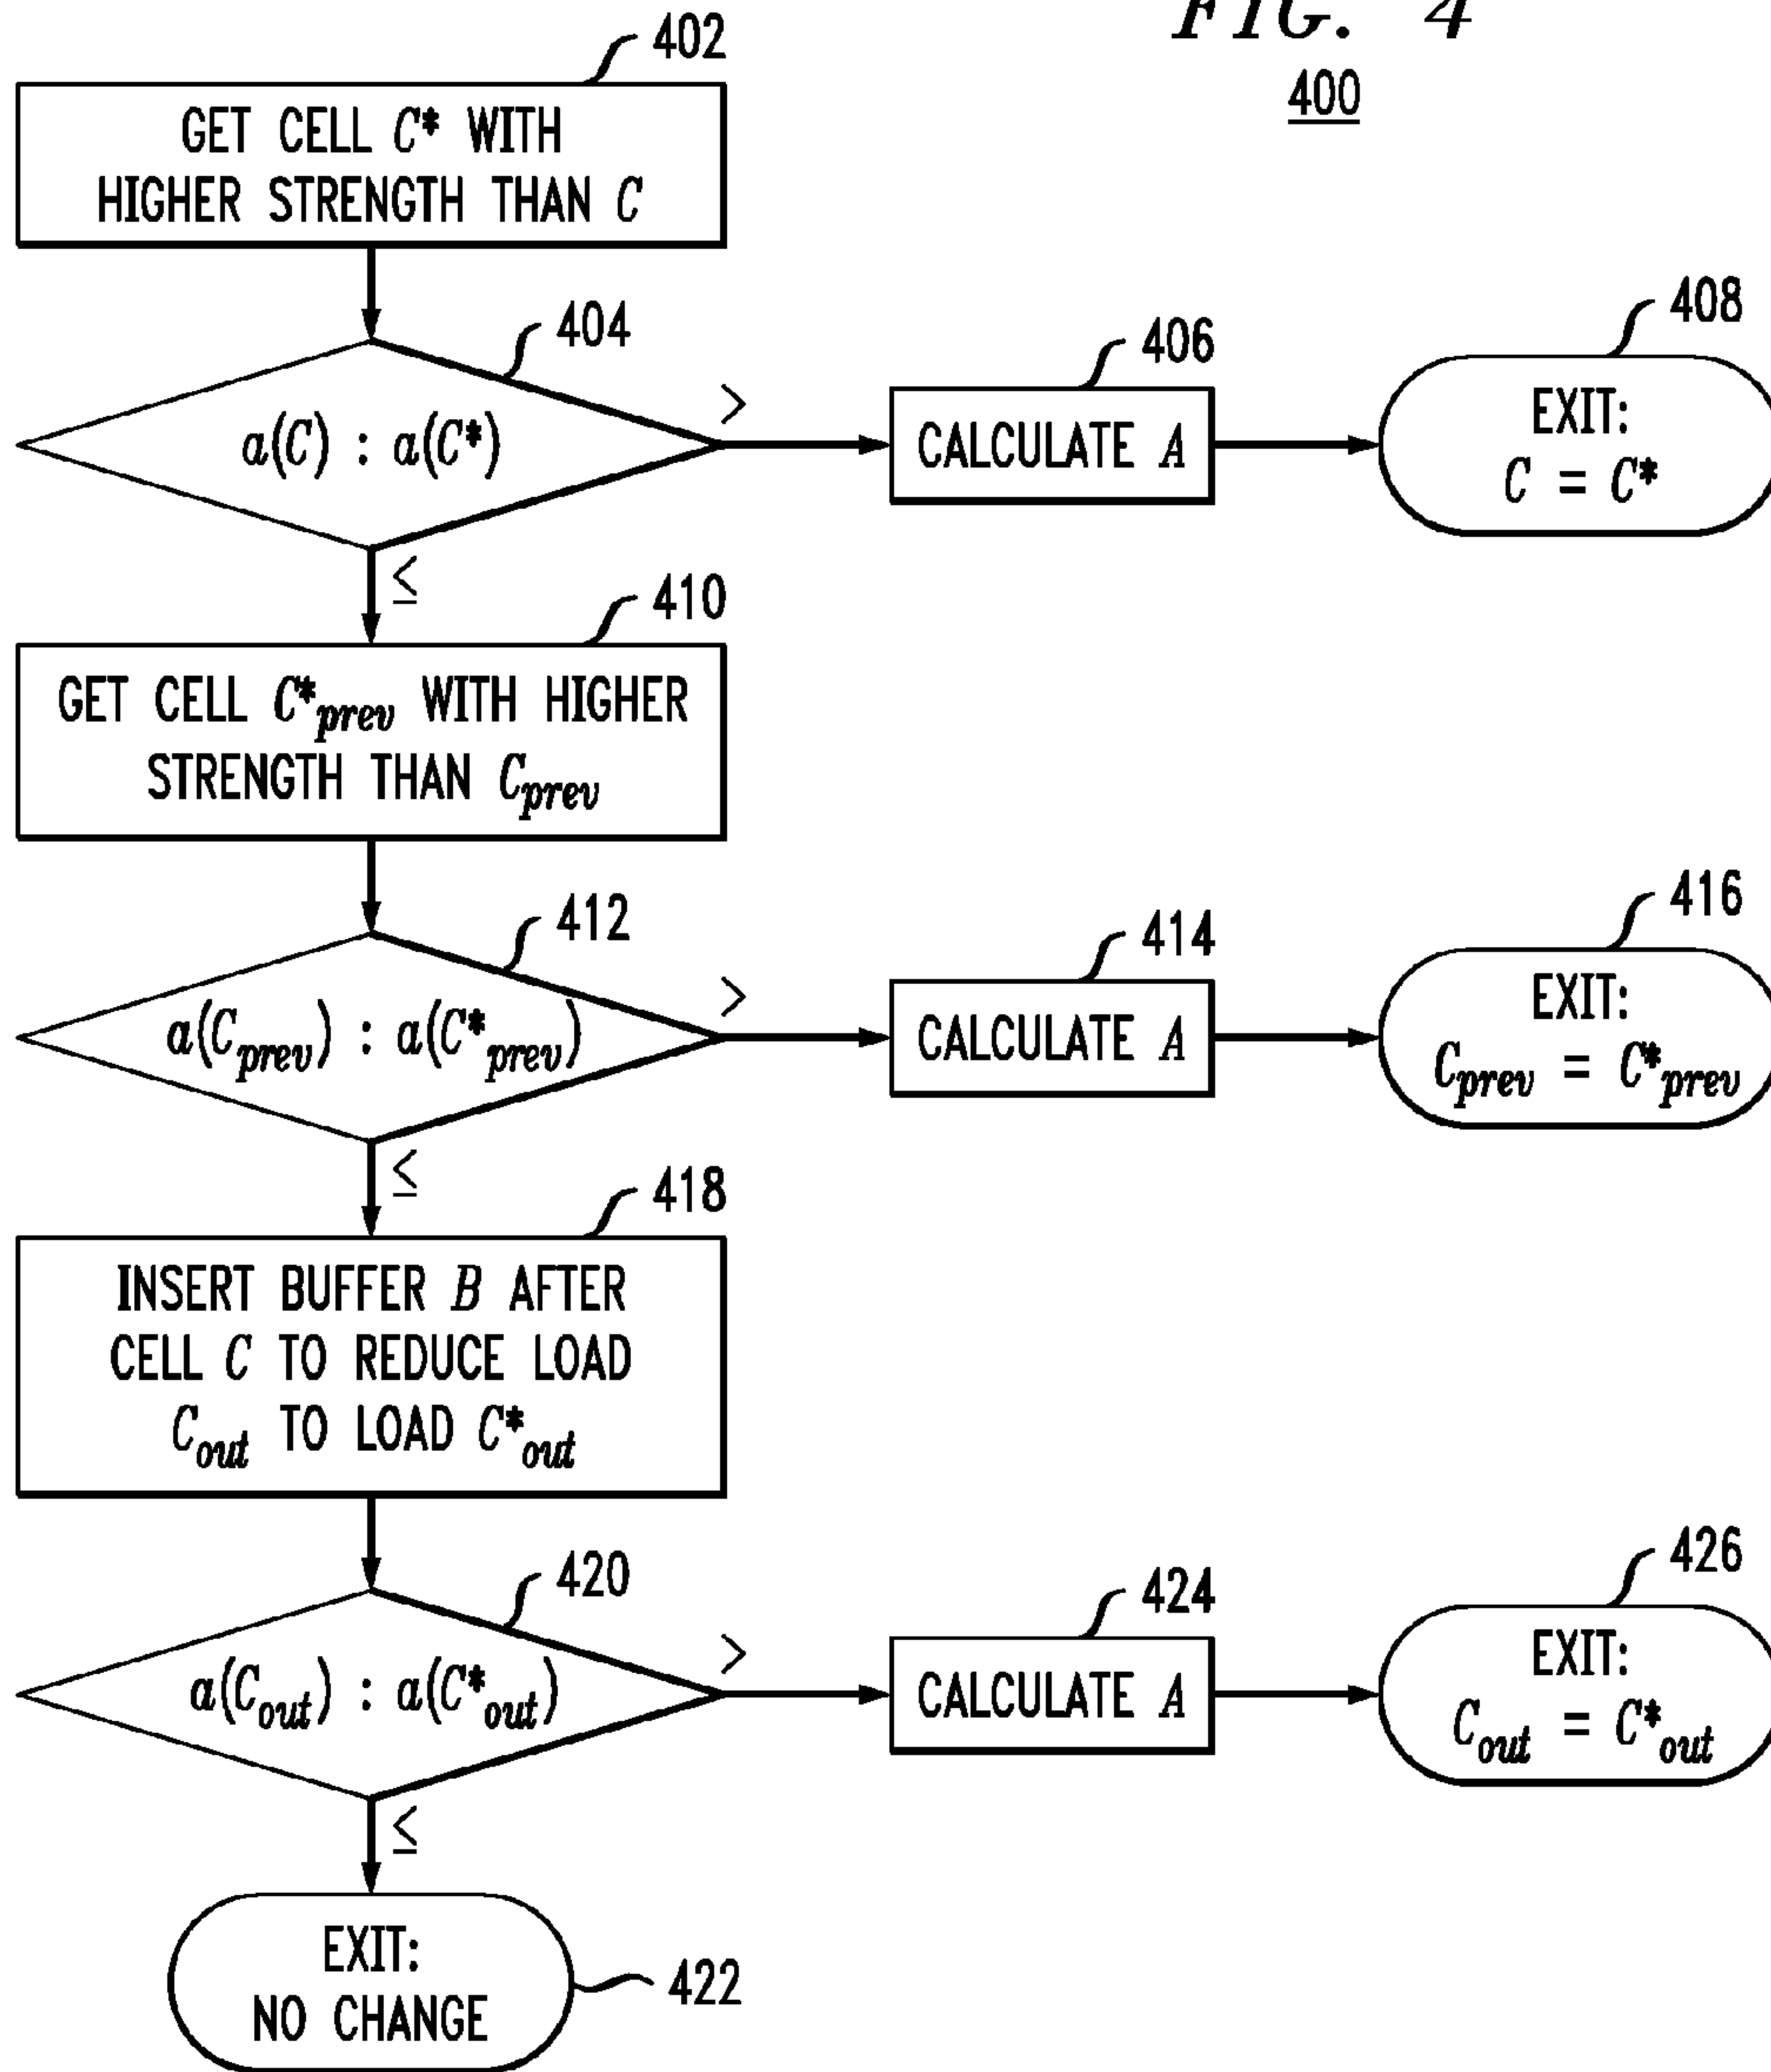 FIG. 4
400
402
GET CELL C* WITH
HIGHER STRENGTH THAN C
404
a(C) : a(C*)
>
406
CALCULATE A
408
EXIT:
C = C*
≤
410
GET CELL C*prev WITH HIGHER
STRENGTH THAN Cprev
412
a(Cprev) : a(C*prev)
>
414
CALCULATE A
416
EXIT:
Cprev = C*prev
≤
418
INSERT BUFFER B AFTER
CELL C TO REDUCE LOAD
Cout TO LOAD C*out
420
a(Cout) : a(C*out)
>
424
CALCULATE A
426
EXIT:
Cout = C*out
≤
EXIT:
NO CHANGE
422